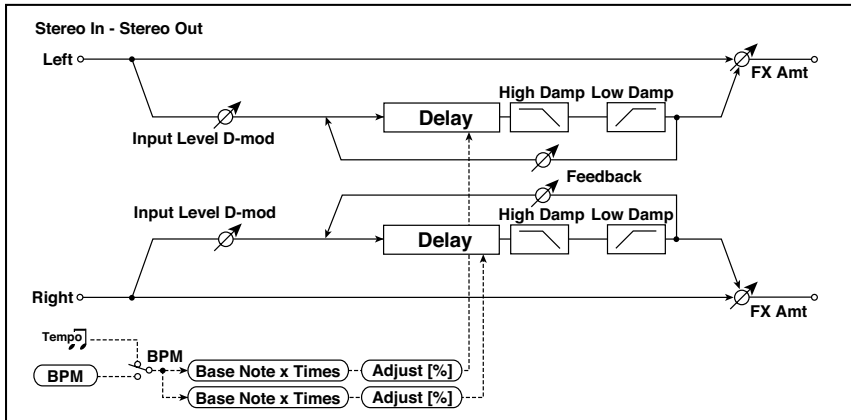 Stereo In - Stereo Out
Left
FX Amt
High Damp Low Damp
Delay
Input Level D-mod
Feedback
Input Level D-mod
High Damp Low Damp
Delay
Right
FX Amt
Tempo
BPM
BPM
Base Note x Times
Adjust [%]
Base Note x Times
Adjust [%]